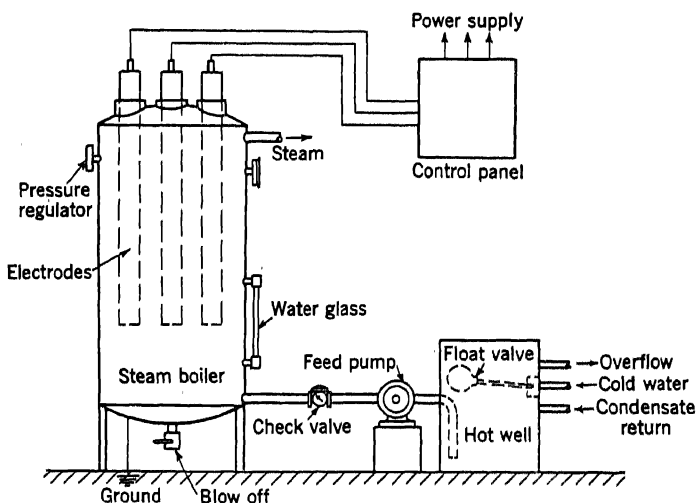 Power supply
Steam
Control panel
Pressure
regulator
Electrodes
Water glass
Steam boiler
Feed pump
Float valve
Overflow
Cold water
Condensate
return
Check valve
Hot well
Ground
Blow off